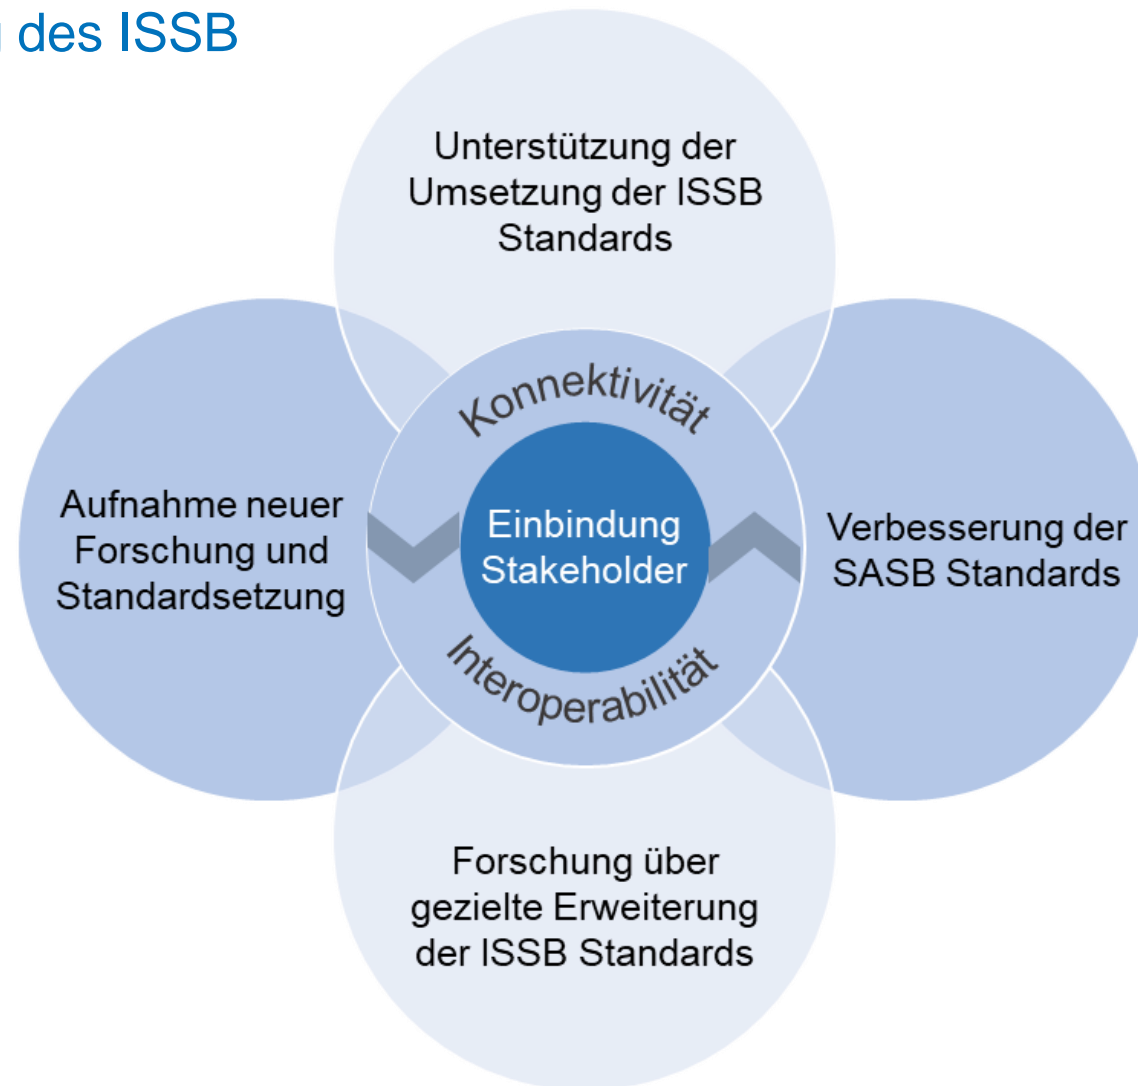 des ISSB
Unterstützung der
Umsetzung der ISSB
Standards
Konnektivität
Aufnahme neuer
Forschung und
Standardsetzung
Einbindung
Stakeholder
Verbesserung der
SASB Standards
Interoperabilität
Forschung über
gezielte Erweiterung
der ISSB Standards